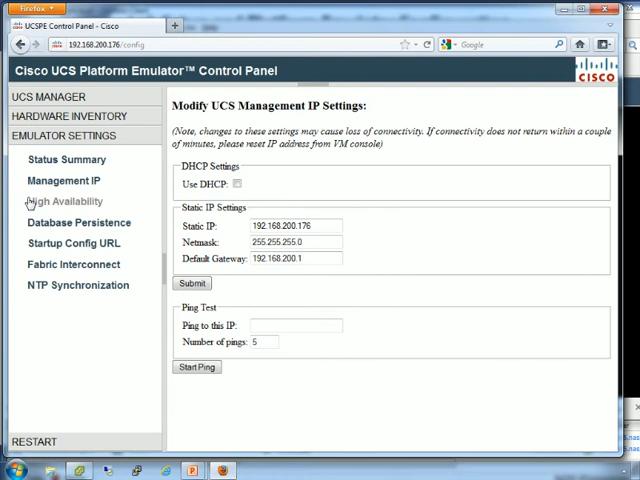 Firefox
UCSPE Control Panel - Cisco
192.168.200.176/config
Google
Cisco UCS Platform Emulator™ Control Panel
CISCO
UCS MANAGER
HARDWARE INVENTORY
EMULATOR SETTINGS
Status Summary
Management IP
High Availability
Database Persistence
Startup Config URL
Fabric Interconnect
NTP Synchronization
RESTART
Modify UCS Management IP Settings:
(Note, changes to these settings may cause loss of connectivity. If connectivity does not return within a couple
of minutes, please reset IP address from VM console)
DHCP Settings
Use DHCP:
Static IP Settings
Static IP: 192.168.200.176
Netmask: 255.255.255.0
Default Gateway: 192.168.200.1
Submit
Ping Test
Ping to this IP:
Number of pings: 5
Start Ping